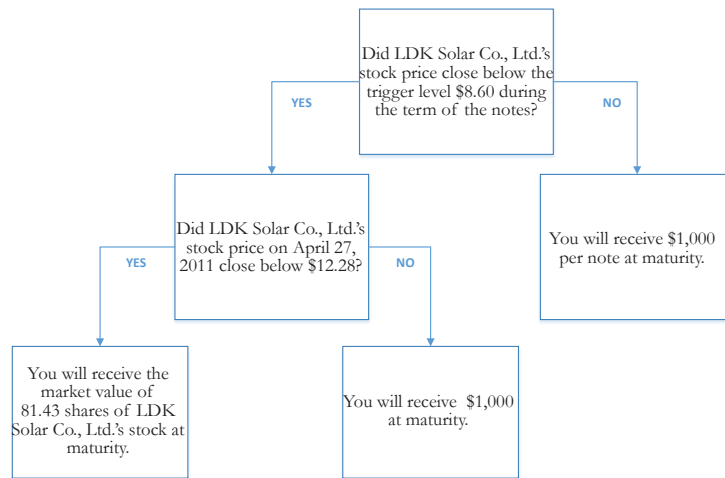 Did LDK Solar Co., Ltd.'s
stock price close below the
trigger level $8.60 during
the term of the notes?
YES
NO
Did LDK Solar Co., Ltd.'s
stock price on April 27,
2011 close below $12.28?
You will receive $1,000
per note at maturity.
YES
NO
You will receive the
market value of
81.43 shares of LDK
Solar Co., Ltd.'s stock at
maturity.
You will receive $1,000
at maturity.